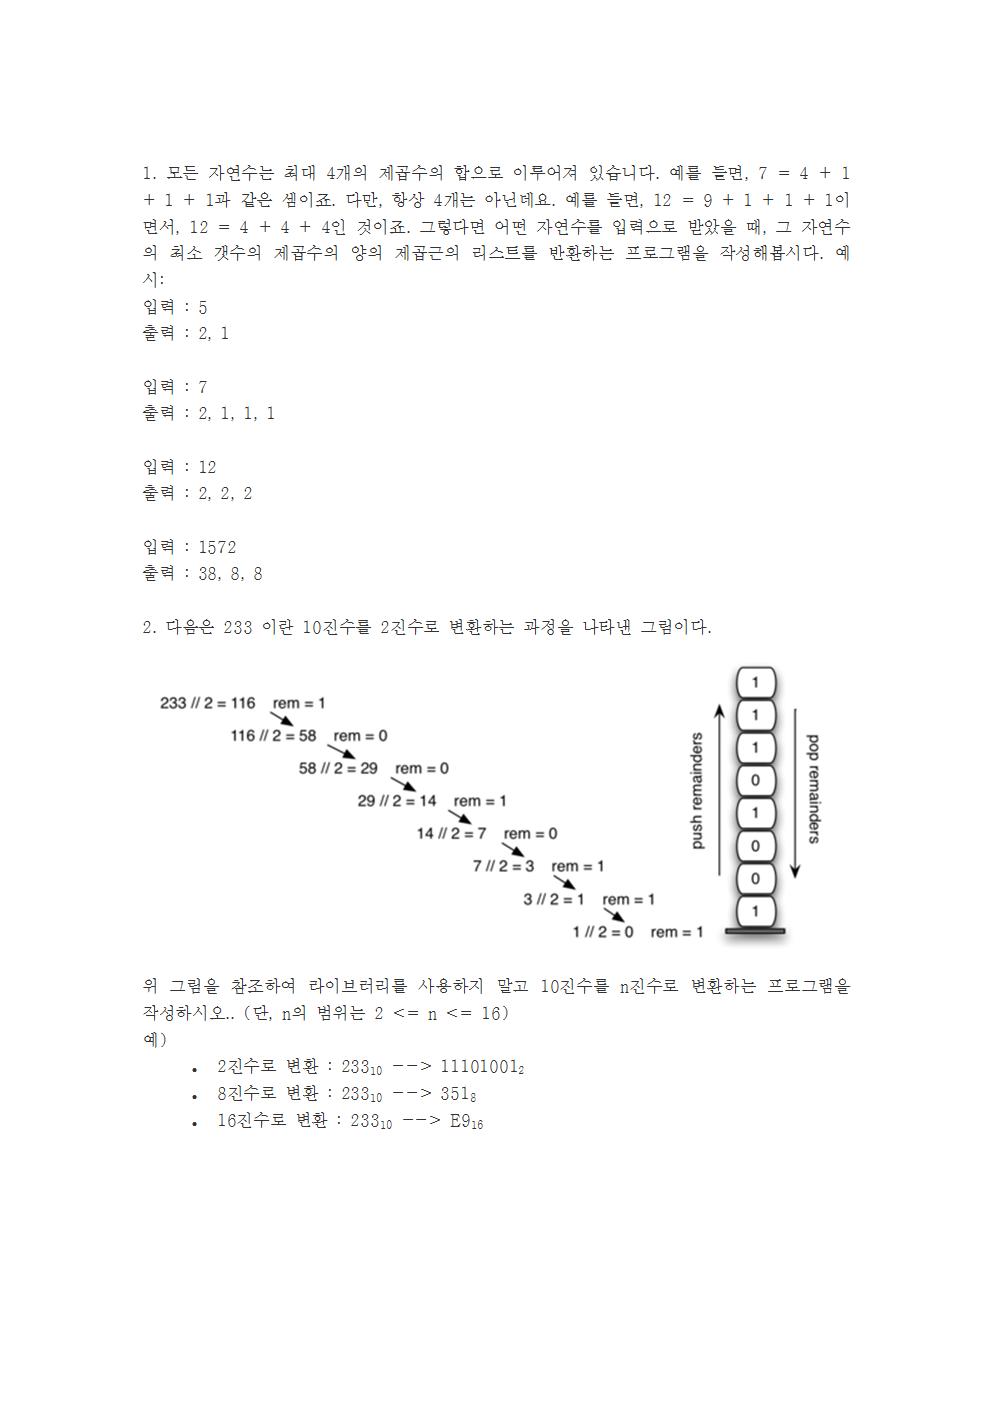 1. 모든 자연수는 최대 4개의 제곱수의 합으로 이루어져 있습니다. 예를 들면, 7 = 4 + 1
+ 1 + 1과 같은 셈이죠. 다만, 항상 4개는 아닌데요. 예를 들면, 12 = 9 + 1 + 1 + 1이
면서, 12 = 4 + 4 + 4인 것이죠. 그렇다면 어떤 자연수를 입력으로 받았을 때, 그 자연수
의 최소 갯수의 제곱수의 양의 제곱근의 리스트를 반환하는 프로그램을 작성해봅시다. 예
시:
입력 : 5
출력 : 2, 1
입력 : 7
출력 : 2, 1, 1, 1
입력 : 12
출력 : 2, 2, 2
입력 : 1572
출력 : 38, 8, 8
2. 다음은 233 이란 10진수를 2진수로 변환하는 과정을 나타낸 그림이다.
233 // 2 = 116 rem = 1
116 // 2 = 58 rem = 0
58 // 2 = 29 rem = 0
29 // 2 = 14 rem = 1
14 // 2 = 7 rem = 0
7 // 2 = 3 rem = 1
3 // 2 = 1 rem = 1
1 // 2 = 0 rem = 1
push remainders
1
1
1
0
1
0
0
1
pop remainders
위 그림을 참조하여 라이브러리를 사용하지 말고 10진수를 n진수로 변환하는 프로그램을
작성하시오.. (단, n의 범위는 2 <= n <= 16)
예)
• 2진수로 변환 : 233₁₀ --> 11101001₂
• 8진수로 변환 : 233₁₀ --> 351₈
• 16진수로 변환 : 233₁₀ --> E9₁₆